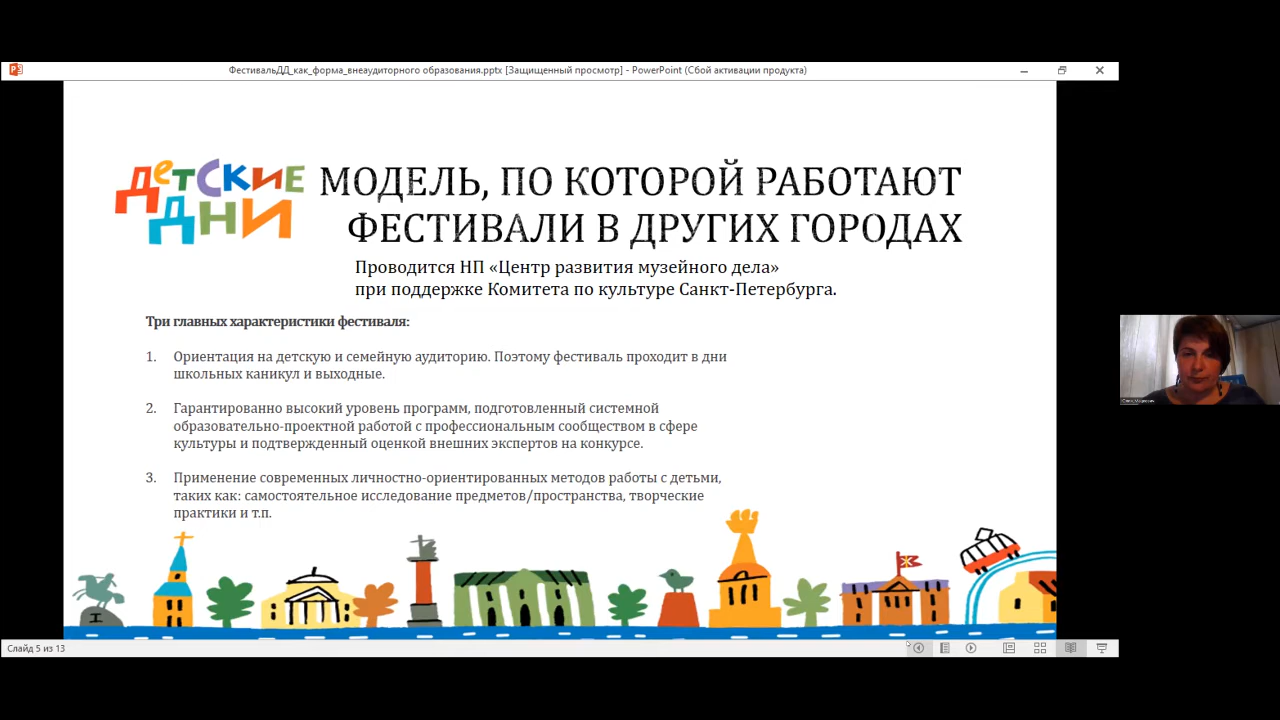 ФестивальДД_как_форма_внеаудиторного образования.pptx [Защищенный просмотр] - PowerPoint (Сбой активации продукта)
детские
дни
МОДЕЛЬ, ПО КОТОРОЙ РАБОТАЮТ
ФЕСТИВАЛИ В ДРУГИХ ГОРОДАХ
Проводится НП «Центр развития музейного дела»
при поддержке Комитета по культуре Санкт-Петербурга.
Три главных характеристики фестиваля:
1. Ориентация на детскую и семейную аудиторию. Поэтому фестиваль проходит в дни
школьных каникул и выходные.
2. Гарантированно высокий уровень программ, подготовленный системной
образовательно-проектной работой с профессиональным сообществом в сфере
культуры и подтвержденный оценкой внешних экспертов на конкурсе.
3. Применение современных личностно-ориентированных методов работы с детьми,
таких как: самостоятельное исследование предметов/пространства, творческие
практики и т.п.
Слайд 5 из 13